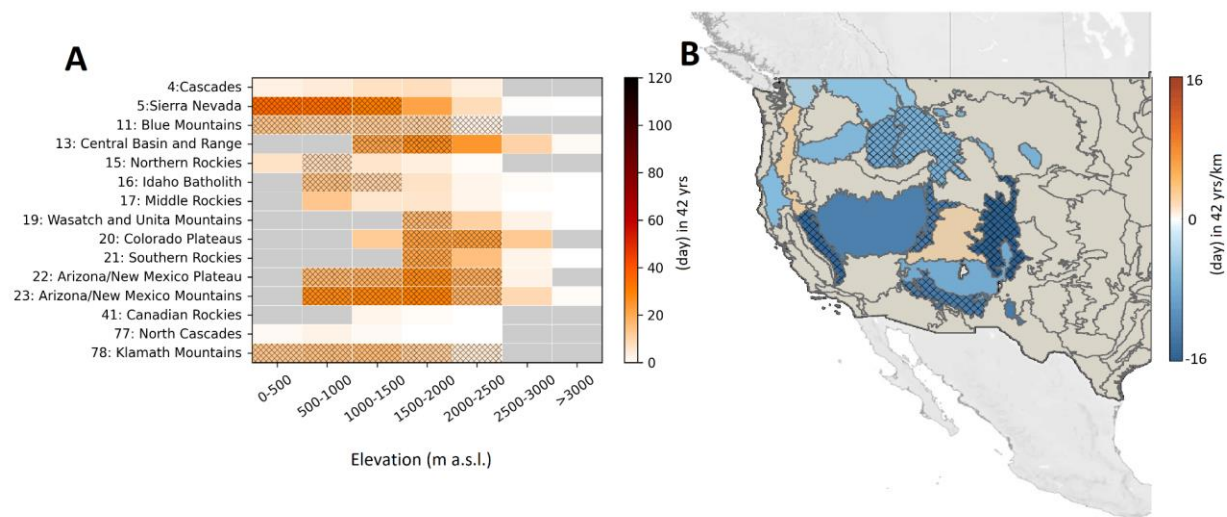 A
4:Cascades
5:Sierra Nevada
11: Blue Mountains
13: Central Basin and Range
15: Northern Rockies
16: Idaho Batholith
17: Middle Rockies
19: Wasatch and Unita Mountains
20: Colorado Plateaus
21: Southern Rockies
22: Arizona/New Mexico Plateau
23: Arizona/New Mexico Mountains
41: Canadian Rockies
77: North Cascades
78: Klamath Mountains
0-500
500-1000
1000-1500
1500-2000
2000-2500
2500-3000
>3000
Elevation (m a.s.l.)
120
100
80
60
40
20
0
(day) in 42 yrs
B
16
0
-16
(day) in 42 yrs/km